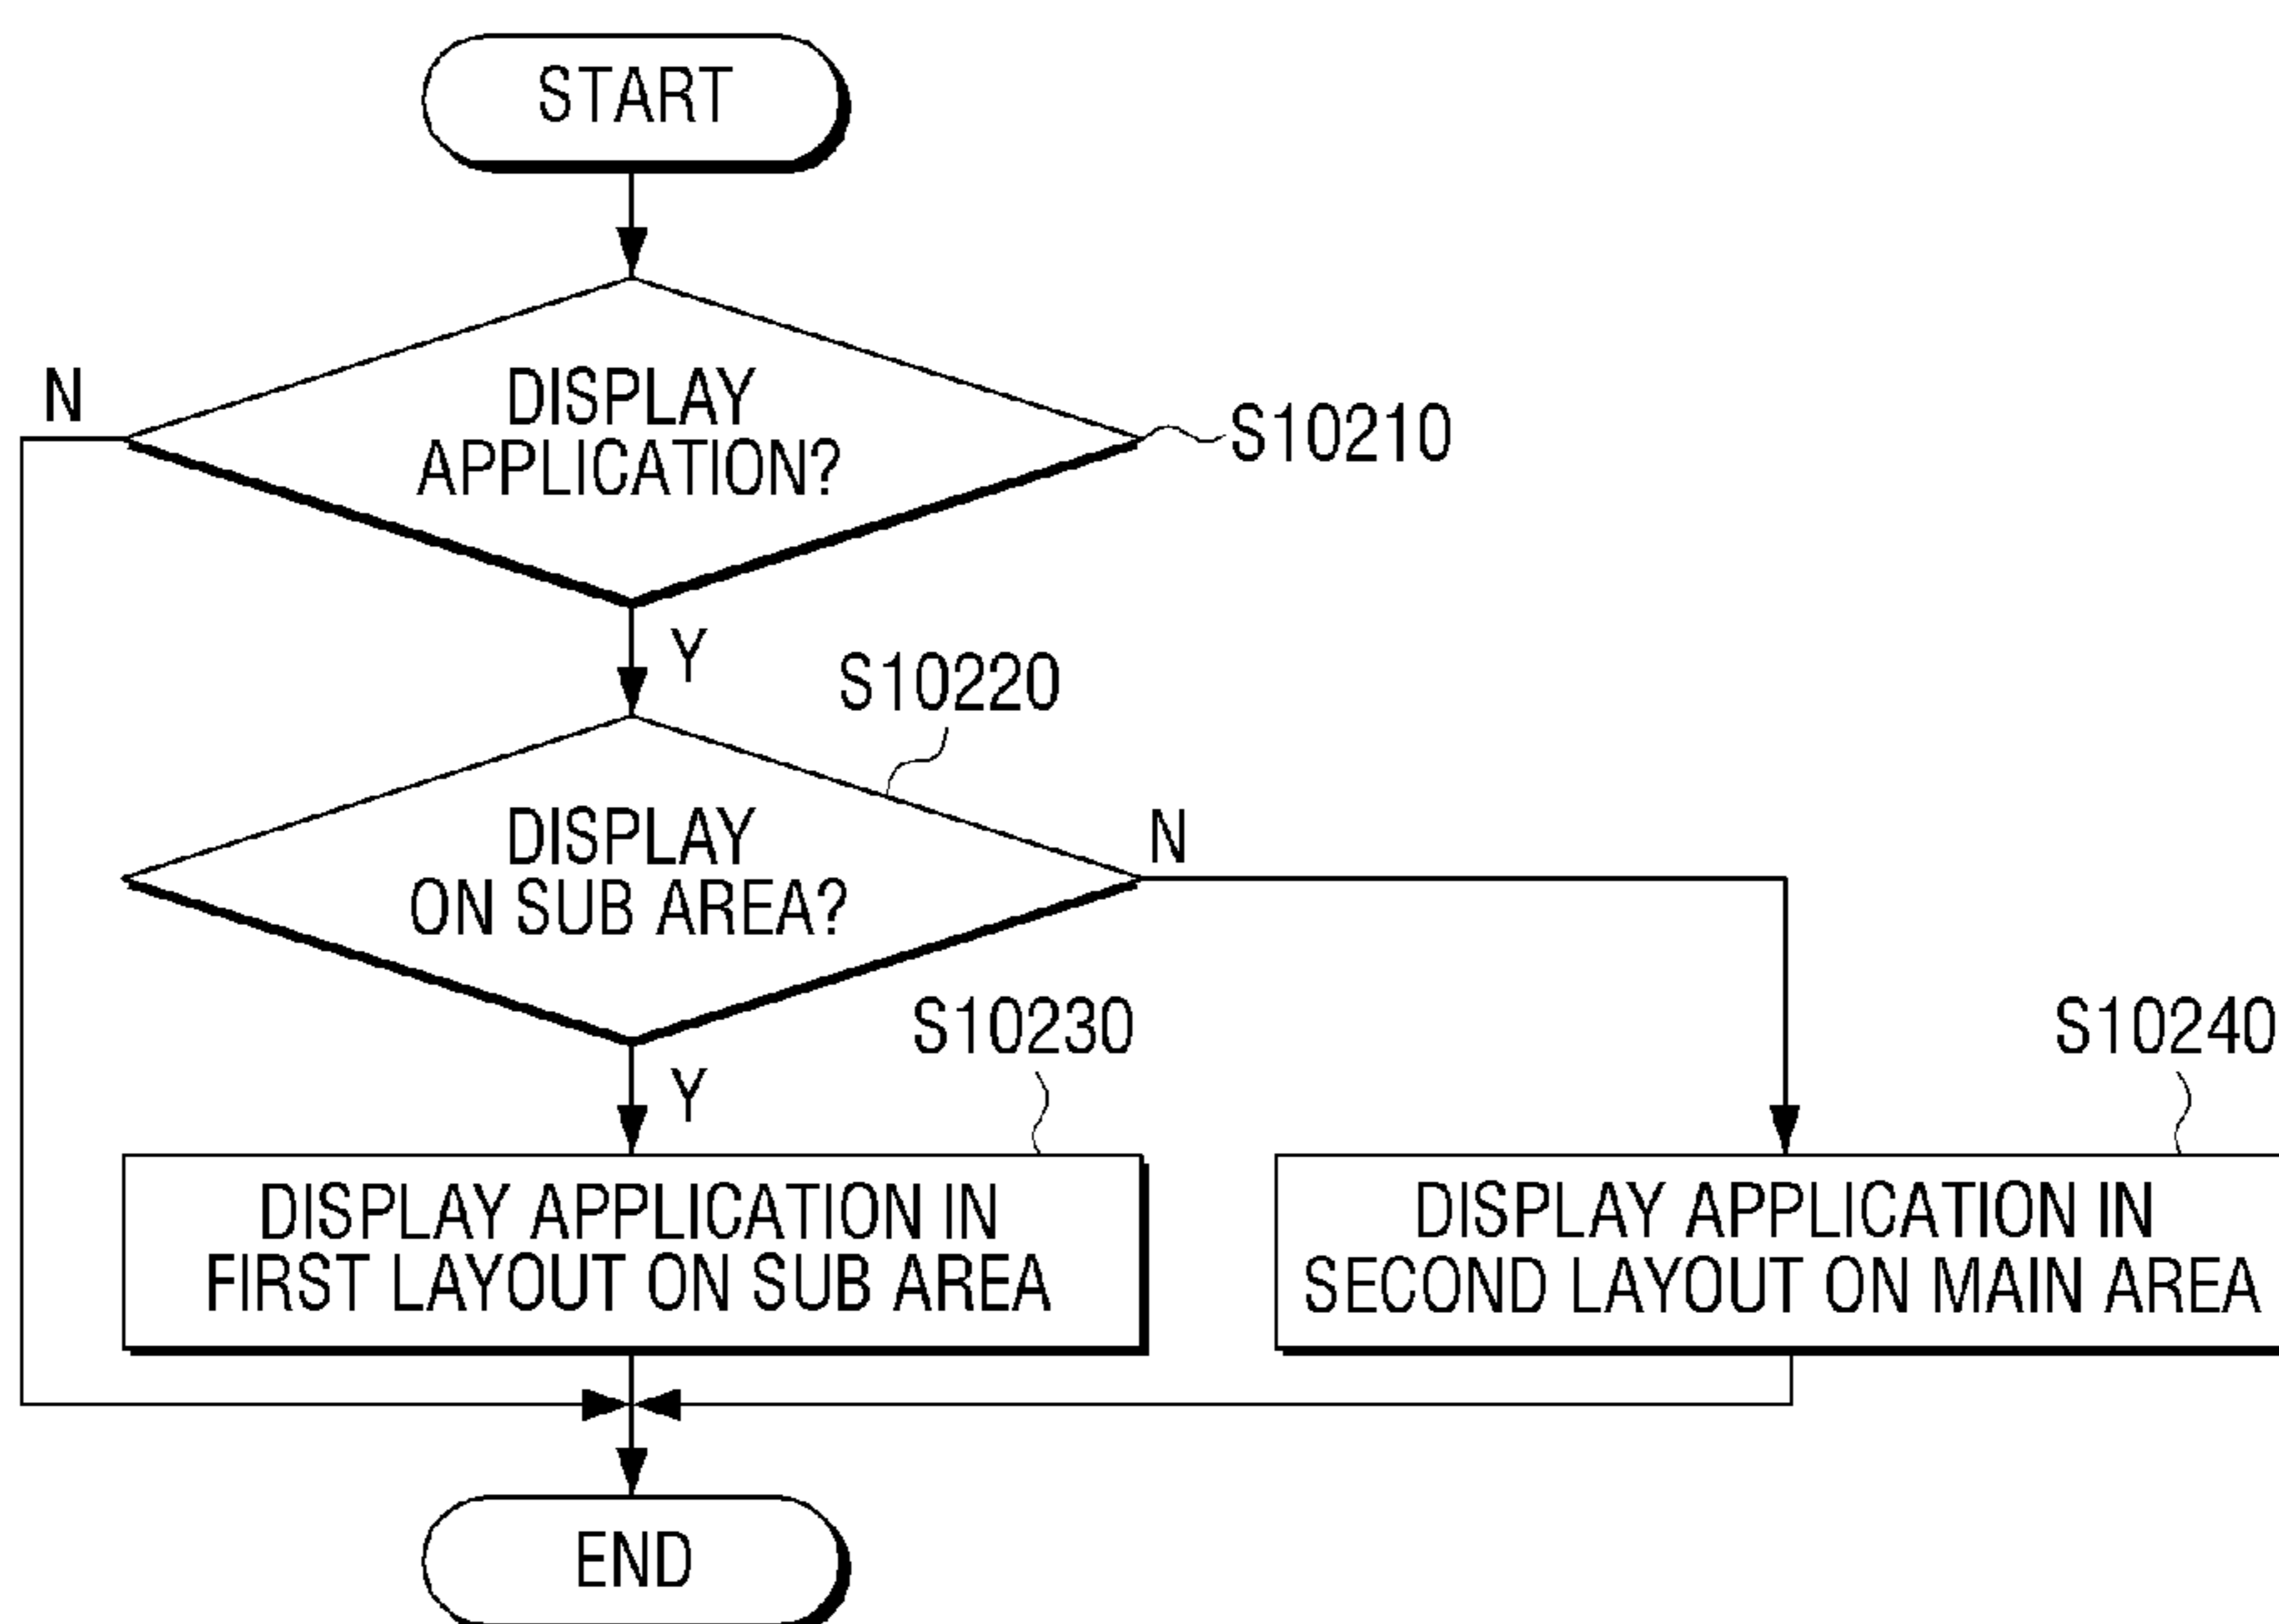 START
N
DISPLAY
APPLICATION?
S10210
Y
S10220
DISPLAY
ON SUB AREA?
N
Y
S10230
S10240
DISPLAY APPLICATION IN
FIRST LAYOUT ON SUB AREA
DISPLAY APPLICATION IN
SECOND LAYOUT ON MAIN AREA
END